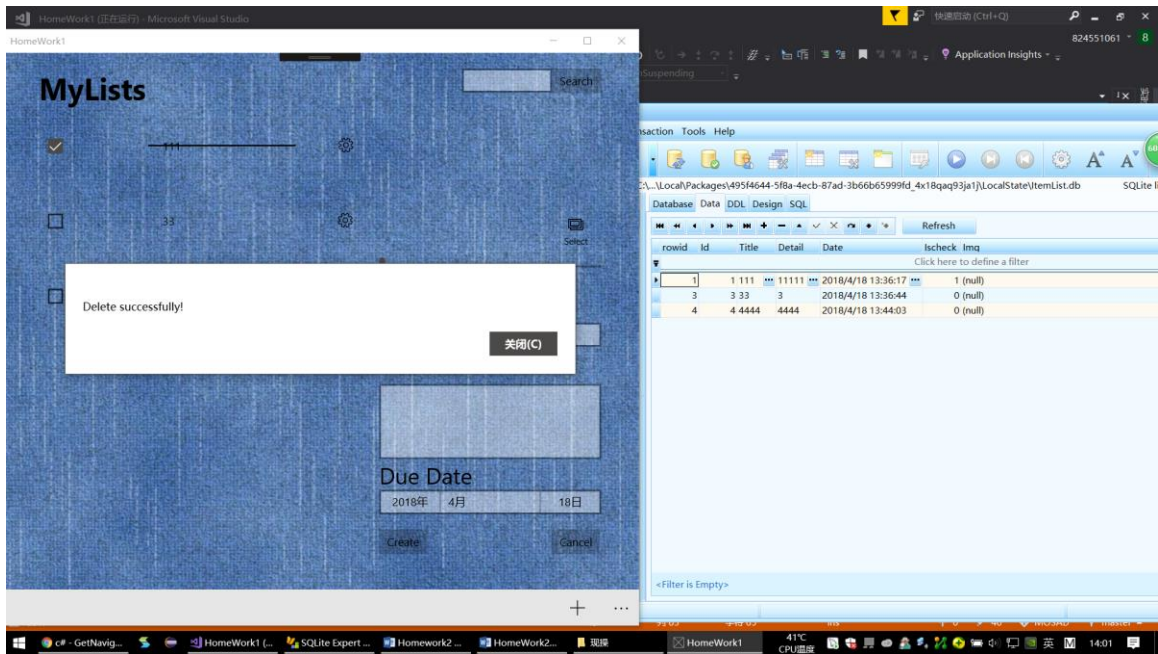 HomeWork1 (正在运行) - Microsoft Visual Studio
快速启动 (Ctrl+Q)
HomeWork1
824551061
8
Application Insights
Suspending
MyLists
Search
111
33
Select
Delete successfully!
关闭(C)
Due Date
2018年 4月 18日
Create Cancel
saction Tools Help
60
:\...\Local\Packages\495f4644-5f8a-4ecb-87ad-3b66b65999fd_4x18qaq93ja1j\LocalState\ItemList.db
SQLite li
Database Data DDL Design SQL
Refresh
rowid Id Title Detail Date Ischeck Img
Click here to define a filter
1 1 111 11111 2018/4/18 13:36:17 1 (null)
3 3 33 3 2018/4/18 13:36:44 0 (null)
4 4 4444 4444 2018/4/18 13:44:03 0 (null)
<Filter is Empty>
c# - GetNavig... HomeWork1 (... SQLite Expert ... Homework2 ... HomeWork2... 现操 HomeWork1 41℃ CPU温度 英 M 14:01